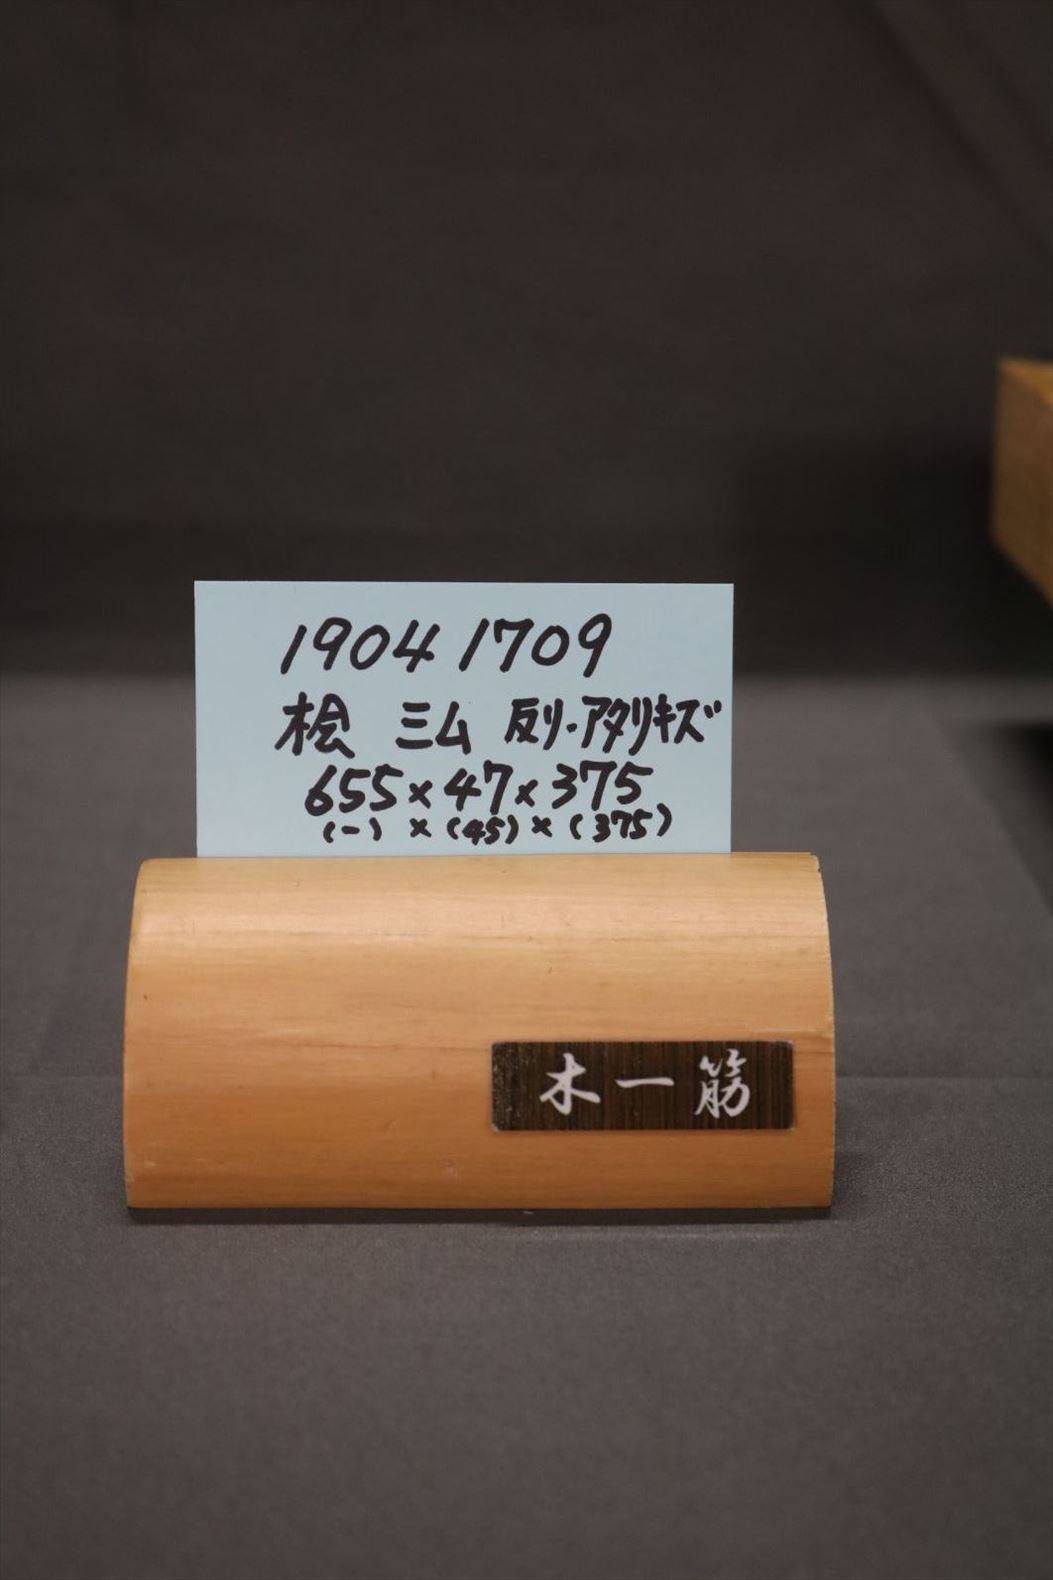 1904 1709
桧 三ム 反り・アタリキズ
655×47×375
(-)×(45)×(375)
木一筋